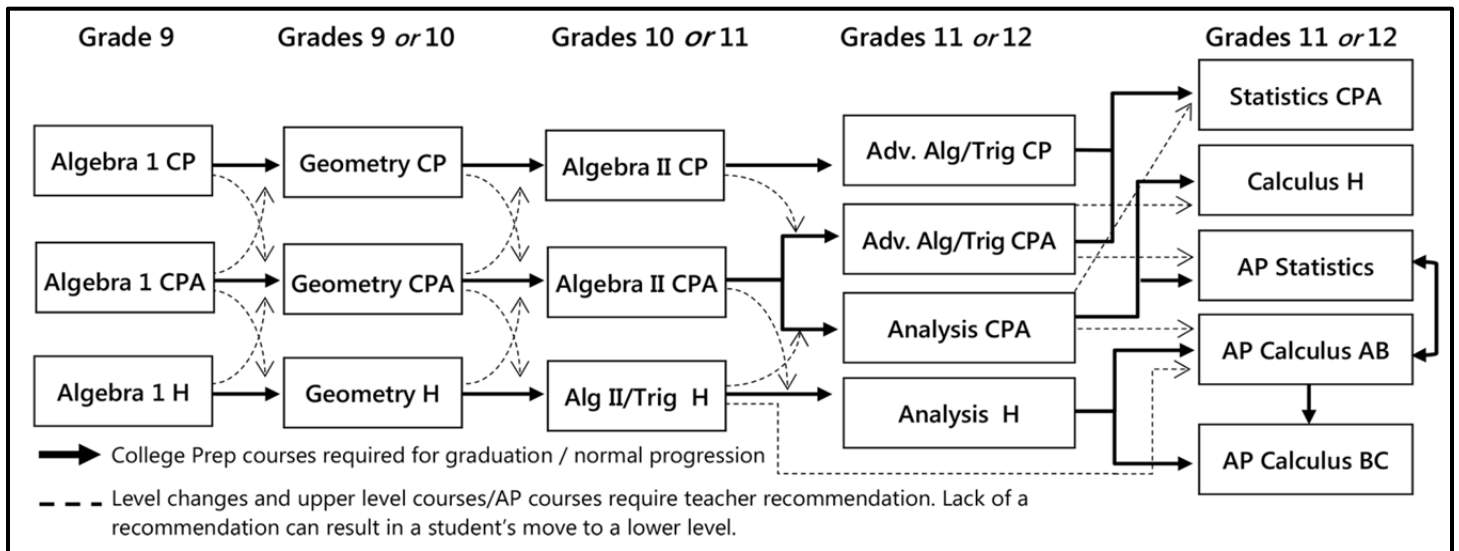 Grade 9 Grades 9 or 10 Grades 10 or 11 Grades 11 or 12 Grades 11 or 12
Statistics CPA
Algebra 1 CP Geometry CP Algebra II CP Adv. Alg/Trig CP
Calculus H
Adv. Alg/Trig CPA
Algebra 1 CPA Geometry CPA Algebra II CPA AP Statistics
Analysis CPA
AP Calculus AB
Algebra 1 H Geometry H Alg II/Trig H Analysis H
AP Calculus BC
College Prep courses required for graduation / normal progression
Level changes and upper level courses/AP courses require teacher recommendation. Lack of a
recommendation can result in a student's move to a lower level.